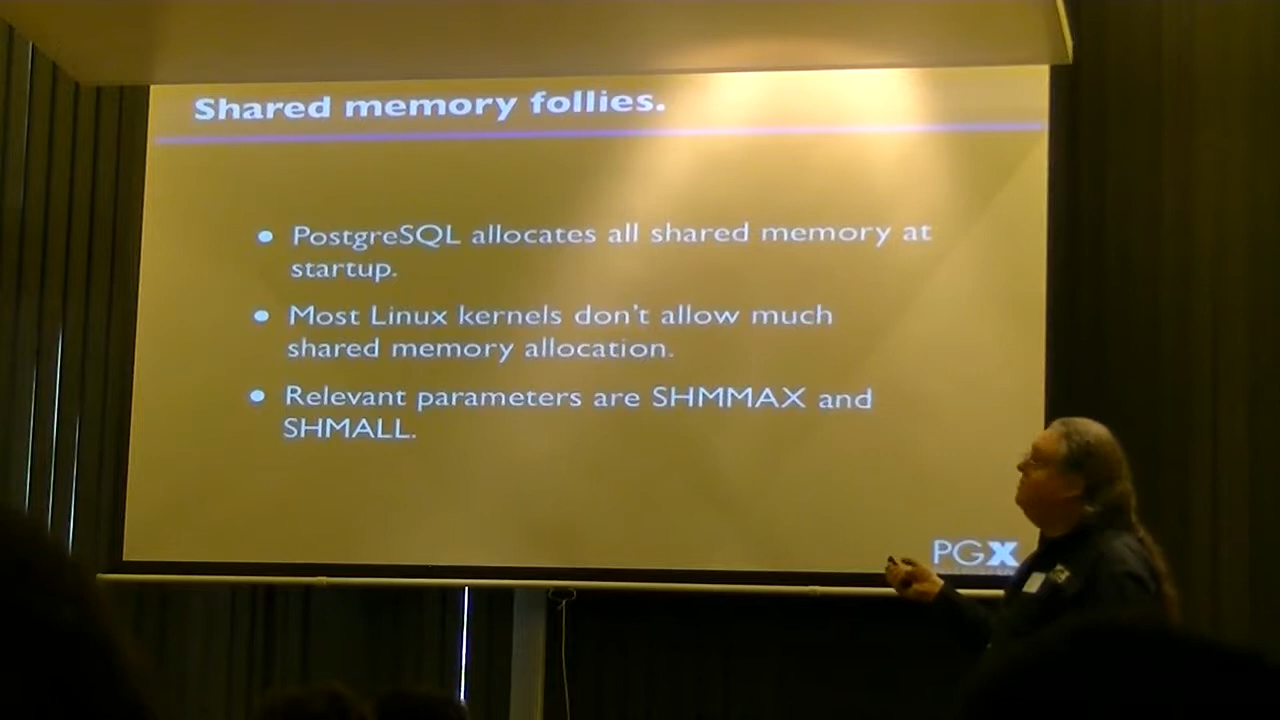 Shared memory follies.
• PostgreSQL allocates all shared memory at
startup.
• Most Linux kernels don't allow much
shared memory allocation.
• Relevant parameters are SHMMAX and
SHMALL.
PGX